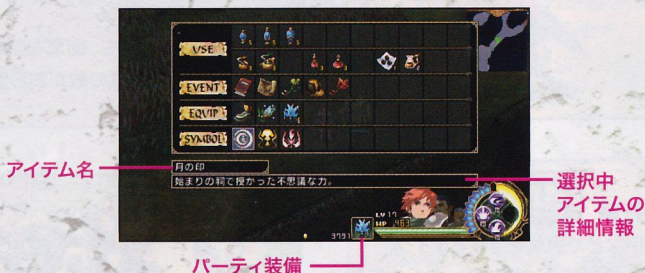 USE
EVENT
EQUIP
SYMBOL
アイテム名
月の印
始まりの祠で授かった不思議な力。
選択中
アイテムの
詳細情報
LV 17
HP 487
3791
パーティ装備